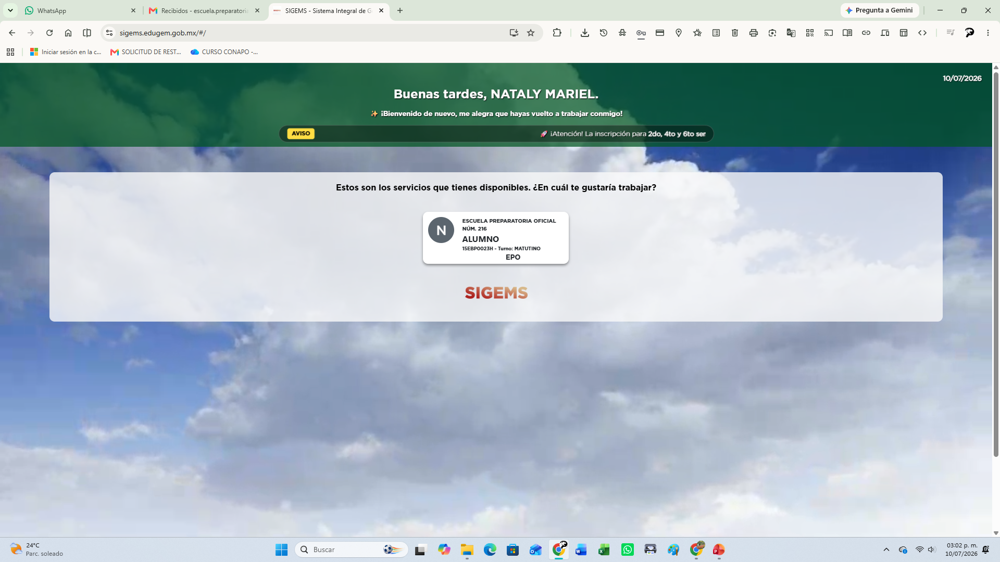 WhatsApp
Recibidos - escuela.preparatoria
SIGEMS - Sistema Integral de G
Pregunta a Gemini
sigems.edugem.gob.mx/#/
Iniciar sesión en la c...
SOLICITUD DE REST...
CURSO CONAPO -...
10/07/2026
Buenas tardes, NATALY MARIEL.
✨ ¡Bienvenido de nuevo, me alegra que hayas vuelto a trabajar conmigo!
AVISO
🚀 ¡Atención! La inscripción para 2do, 4to y 6to ser
Estos son los servicios que tienes disponibles. ¿En cuál te gustaría trabajar?
N
ESCUELA PREPARATORIA OFICIAL
NÚM. 216
ALUMNO
15EBP0023H - Turno: MATUTINO
EPO
SIGEMS
24°C
Parc. soleado
Buscar
03:02 p. m.
10/07/2026